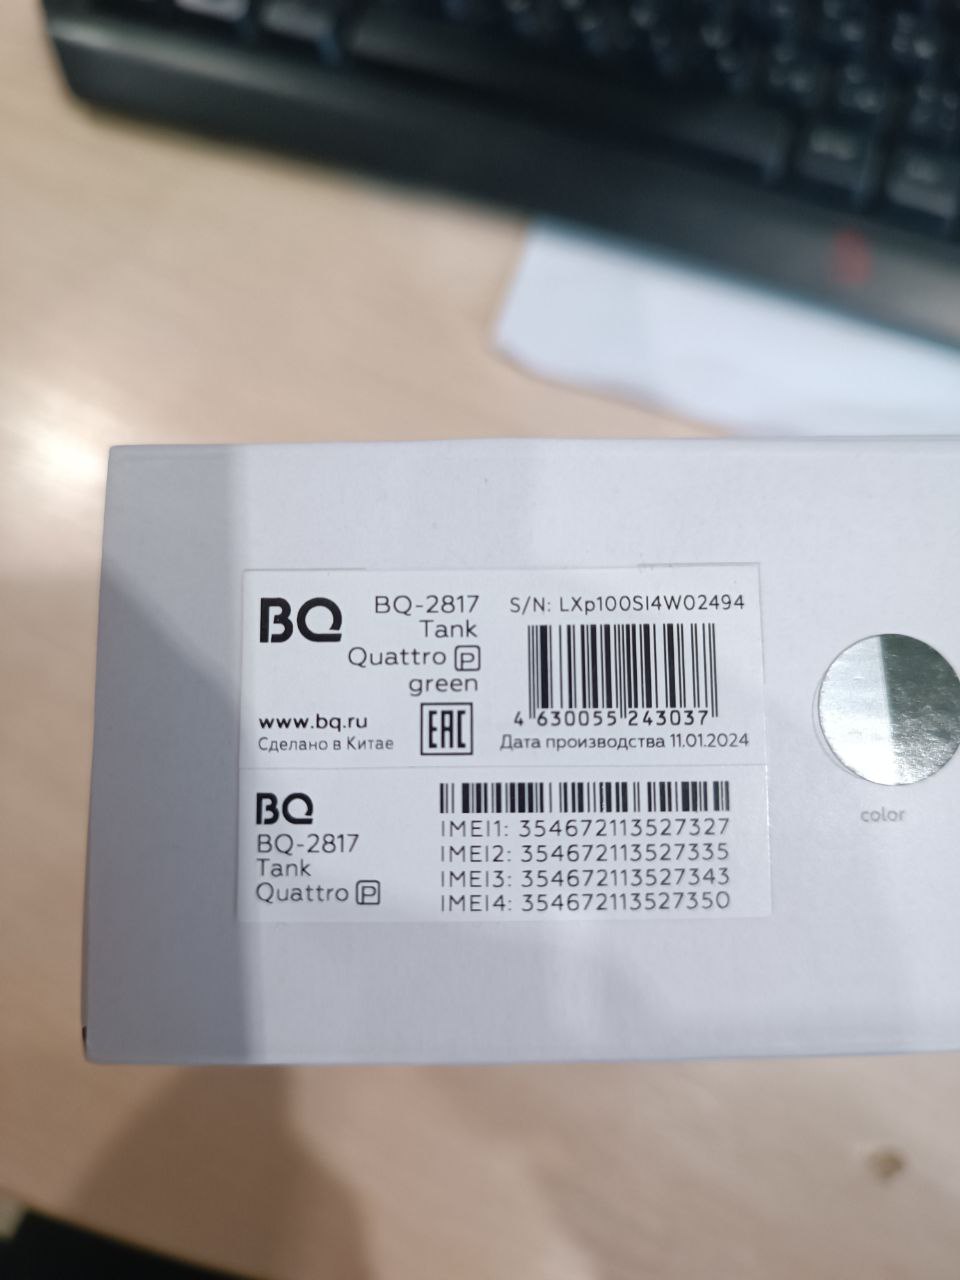 BQ
BQ-2817
Tank
Quattro P
green
www.bq.ru
Сделано в Китае
EAC
S/N: LXp100SI4W02494
4 630055 243037
Дата производства 11.01.2024
BQ
BQ-2817
Tank
Quattro P
IMEI1: 354672113527327
IMEI2: 354672113527335
IMEI3: 354672113527343
IMEI4: 354672113527350
color